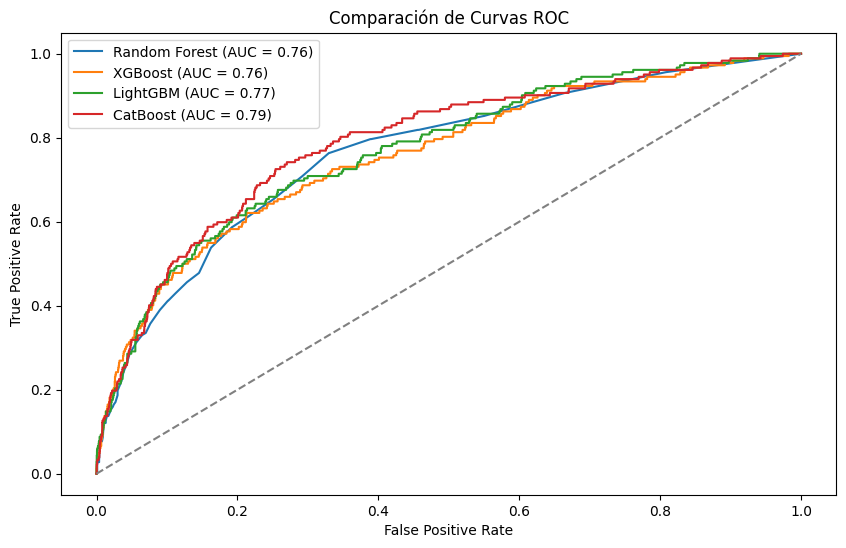 Comparación de Curvas ROC
Random Forest (AUC = 0.76)
XGBoost (AUC = 0.76)
LightGBM (AUC = 0.77)
CatBoost (AUC = 0.79)
True Positive Rate
1.0
0.8
0.6
0.4
0.2
0.0
0.0 0.2 0.4 0.6 0.8 1.0
False Positive Rate